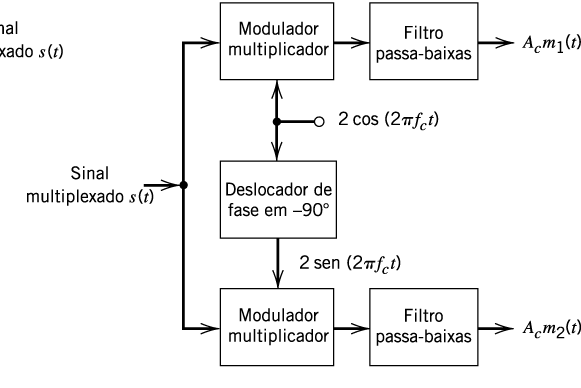 nal
xado s(t)
Modulador
multiplicador
Filtro
passa-baixas
A_c m_1(t)
2 cos (2πf_c t)
Sinal
multiplexado s(t)
Deslocador de
fase em –90°
2 sen (2πf_c t)
Modulador
multiplicador
Filtro
passa-baixas
A_c m_2(t)